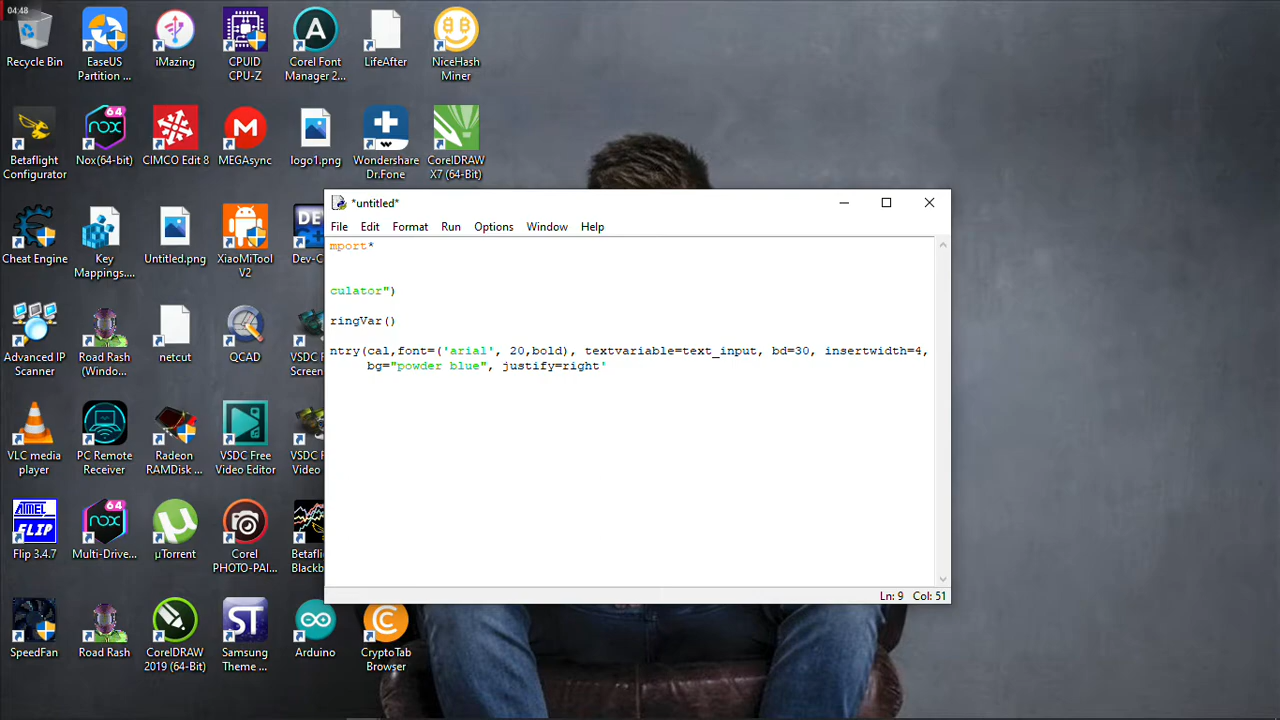 04:48
Recycle Bin
EaseUS Partition ...
iMazing
CPUID CPU-Z
Corel Font Manager 2...
LifeAfter
NiceHash Miner
Betaflight Configurator
Nox(64-bit)
CIMCO Edit 8
MEGAsync
logo1.png
Wondershare Dr.Fone
CorelDRAW X7 (64-Bit)
*untitled*
File Edit Format Run Options Window Help
mport*
culator")
ringVar()
ntry(cal,font=('arial', 20,bold), textvariable=text_input, bd=30, insertwidth=4,
bg="powder blue", justify=right'
Ln: 9 Col: 51
Cheat Engine
Key Mappings....
Untitled.png
XiaoMiTool V2
Dev-C
Advanced IP Scanner
Road Rash (Windo...
netcut
QCAD
VSDC Screen
VLC media player
PC Remote Receiver
Radeon RAMDisk ...
VSDC Free Video Editor
VSDC F
Video
Flip 3.4.7
Multi-Drive...
µTorrent
Corel PHOTO-PAI...
Betafl
Blackb
SpeedFan
Road Rash
CorelDRAW 2019 (64-Bit)
Samsung Theme ...
Arduino
CryptoTab Browser